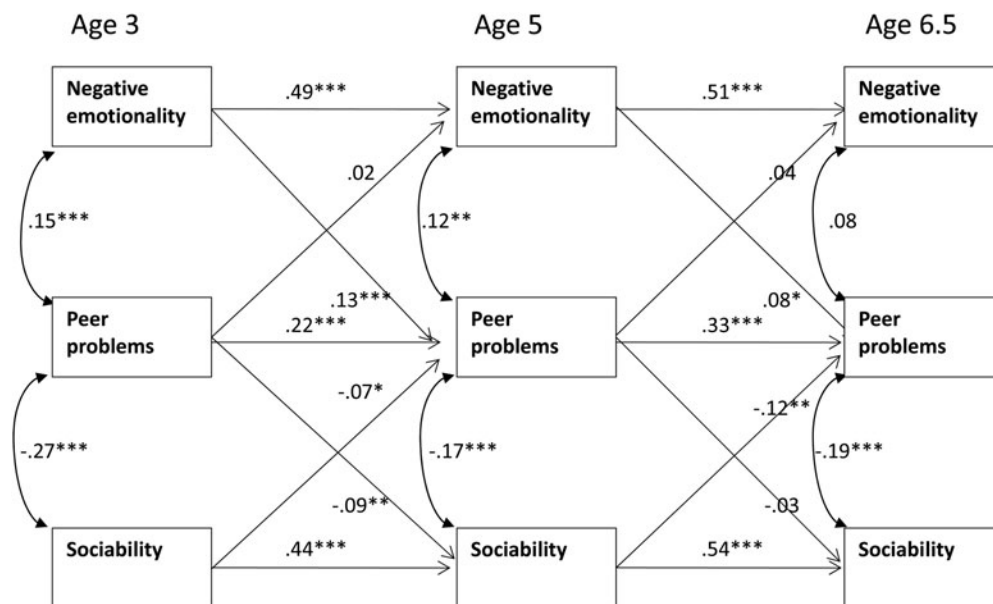 Age 3 Age 5 Age 6.5
Negative
emotionality
Negative
emotionality
Negative
emotionality
.49***
.51***
.02
.04
.15***
.12**
.08
.13***
.08*
Peer
problems
Peer
problems
Peer
problems
.22***
.33***
-.07*
-.12**
-.27***
-.17***
-.19***
-.09**
-.03
Sociability
.44***
Sociability
.54***
Sociability